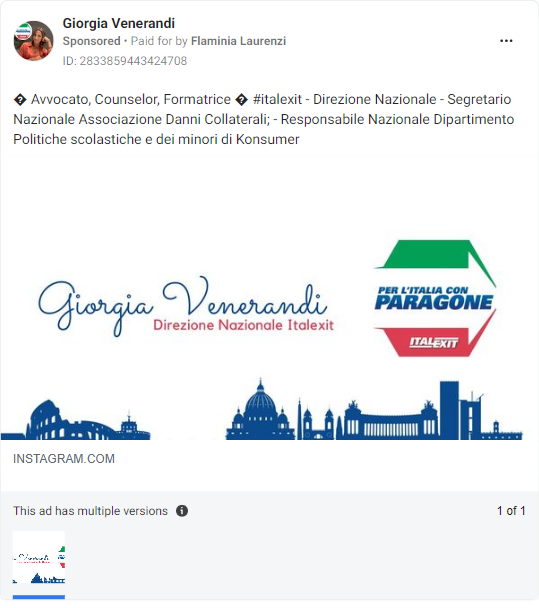 Giorgia Venerandi
Sponsored • Paid for by Flaminia Laurenzi
ID: 2833859443424708
� Avvocato, Counselor, Formatrice � #italexit - Direzione Nazionale - Segretario
Nazionale Associazione Danni Collaterali; - Responsabile Nazionale Dipartimento
Politiche scolastiche e dei minori di Konsumer
Giorgia Venerandi
Direzione Nazionale Italexit
PER L'ITALIA CON
PARAGONE
ITALEXIT
INSTAGRAM.COM
This ad has multiple versions
1 of 1